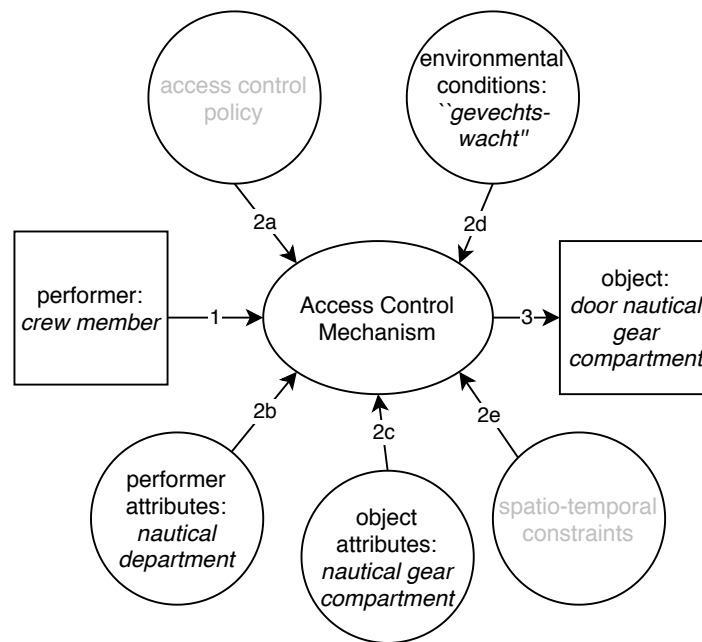 access control
policy
environmental
conditions:
``gevechts-
wacht"
2a
2d
performer:
crew member
1
Access Control
Mechanism
3
object:
door nautical
gear
compartment
2b
2c
2e
performer
attributes:
nautical
department
object
attributes:
nautical gear
compartment
spatio-temporal
constraints